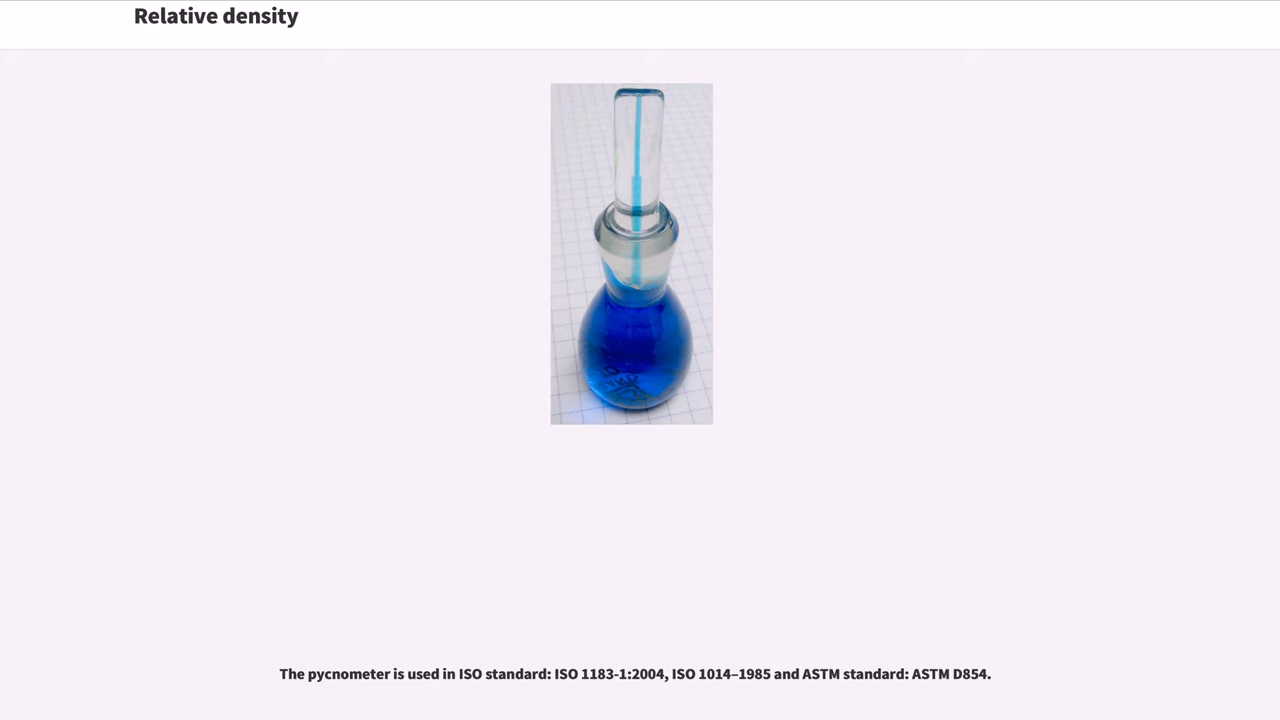 Relative density
The pycnometer is used in ISO standard: ISO 1183-1:2004, ISO 1014–1985 and ASTM standard: ASTM D854.